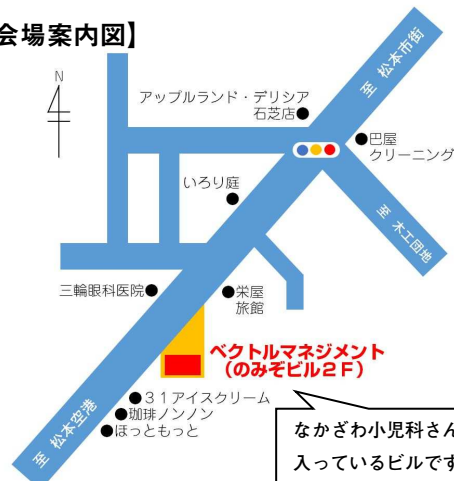 会場案内図】
N
至 松本市街
アップルランド・デリシア
石芝店●
●巴屋
クリーニング
いろり庭
●
至 木工団地
三輪眼科医院●
●栄屋
旅館
ベクトルマネジメント
(のみぞビル2F)
●31アイスクリーム
●珈琲ノンノン
●ほっともっと
至 松本空港
なかざわ小児科さん
入っているビルです